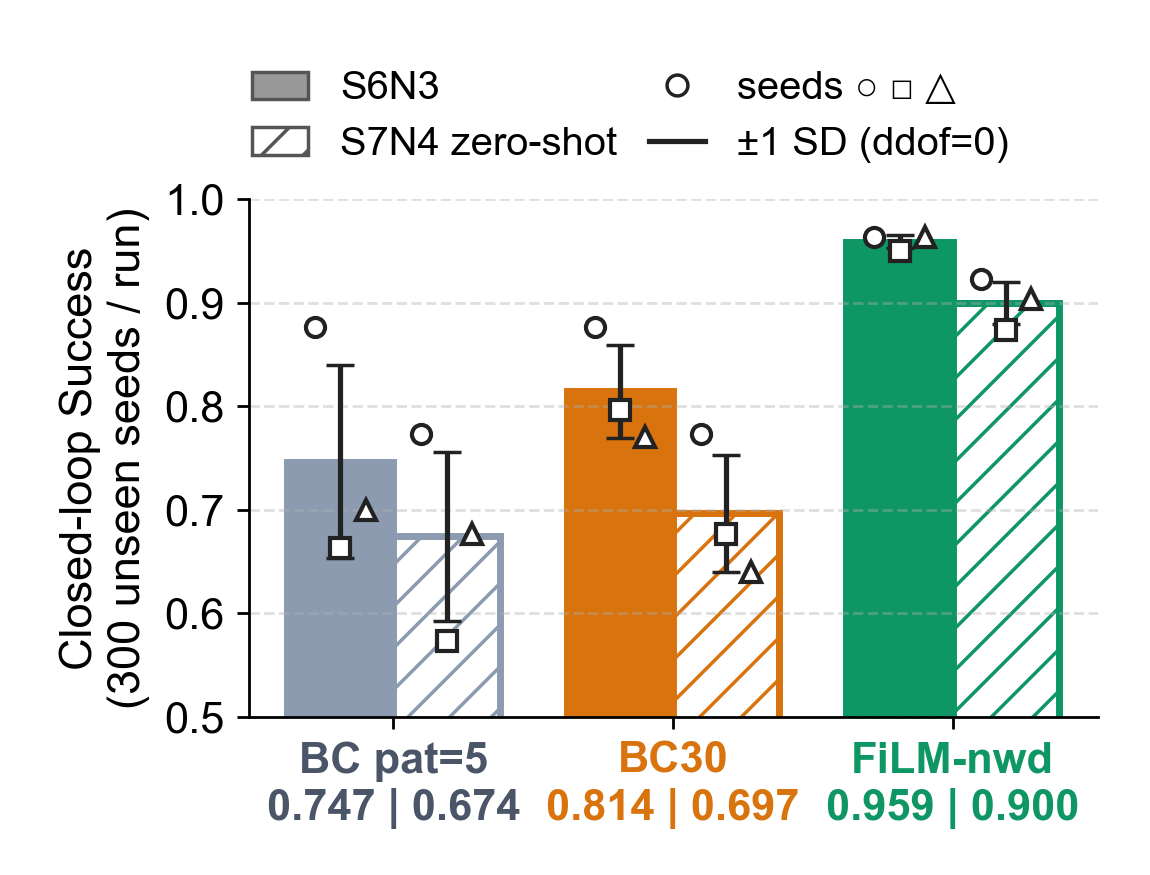 S6N3
seeds ○ □ △
S7N4 zero-shot
±1 SD (ddof=0)
Closed-loop Success
(300 unseen seeds / run)
1.0
0.9
0.8
0.7
0.6
0.5
BC pat=5
0.747 | 0.674
BC30
0.814 | 0.697
FiLM-nwd
0.959 | 0.900